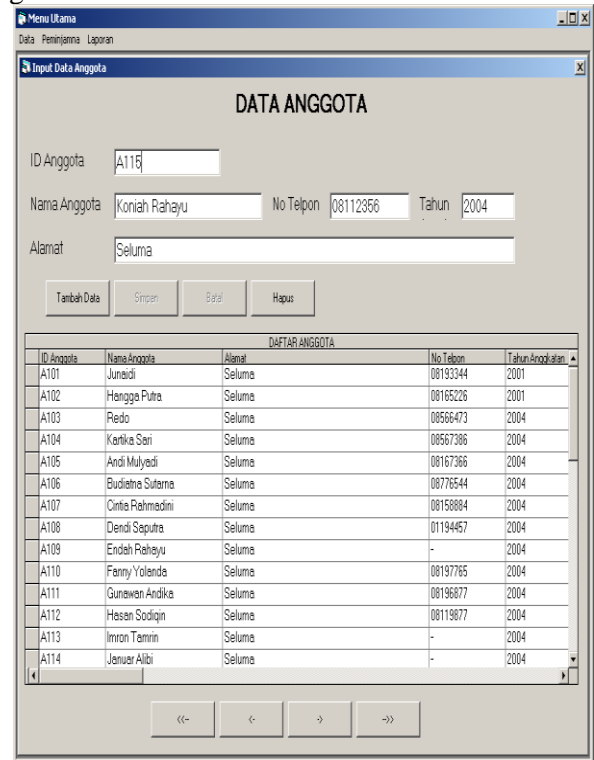 Menu Utama
Data Peminjamna Laporan
Input Data Anggota
DATA ANGGOTA
ID Anggota A115
Nama Anggota Koniah Rahayu No Telpon 08112356 Tahun 2004
Alamat Seluma
Tambah Data Simpan Batal Hapus
DAFTAR ANGGOTA
ID Anggota Nama Anggota Alamat No Telpon Tahun Anggkatan
A101 Junaidi Seluma 08193344 2001
A102 Hangga Putra Seluma 08165226 2001
A103 Redo Seluma 08566473 2004
A104 Kartika Sari Seluma 08567386 2004
A105 Andi Mulyadi Seluma 08167366 2004
A106 Budiatna Sutarna Seluma 08776544 2004
A107 Cintia Rahmadini Seluma 08158884 2004
A108 Dendi Saputra Seluma 01194457 2004
A109 Endah Rahayu Seluma - 2004
A110 Fanny Yolanda Seluma 08197765 2004
A111 Gunawan Andika Seluma 08196877 2004
A112 Hasan Sodiqin Seluma 08119877 2004
A113 Imron Tamrin Seluma - 2004
A114 Januar Alibi Seluma - 2004
<<- <- -> ->>